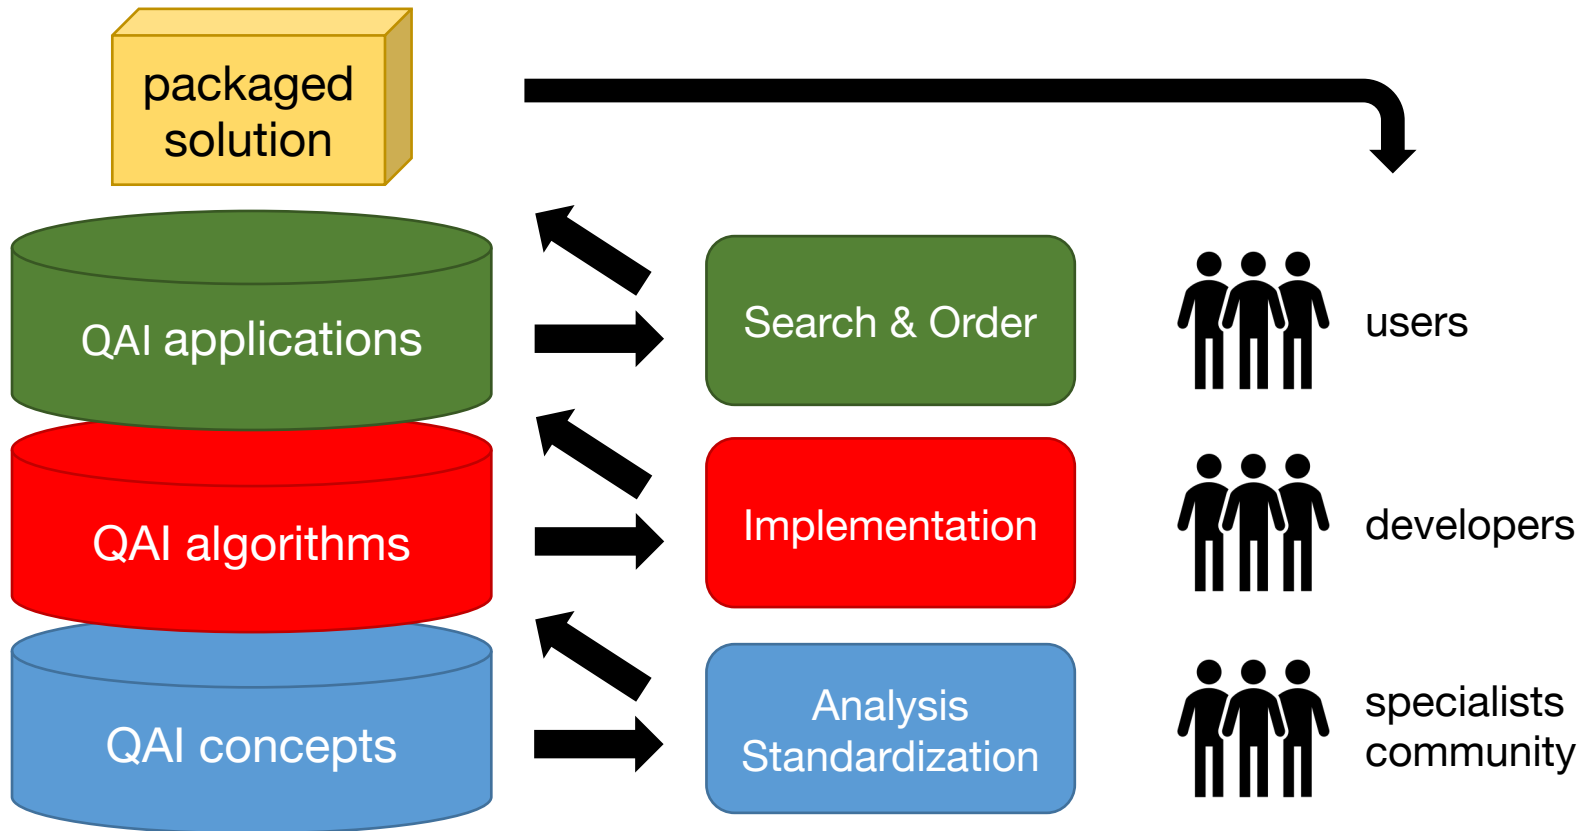 packaged
solution
QAI applications
Search & Order
users
QAI algorithms
Implementation
developers
QAI concepts
Analysis
Standardization
specialists
community